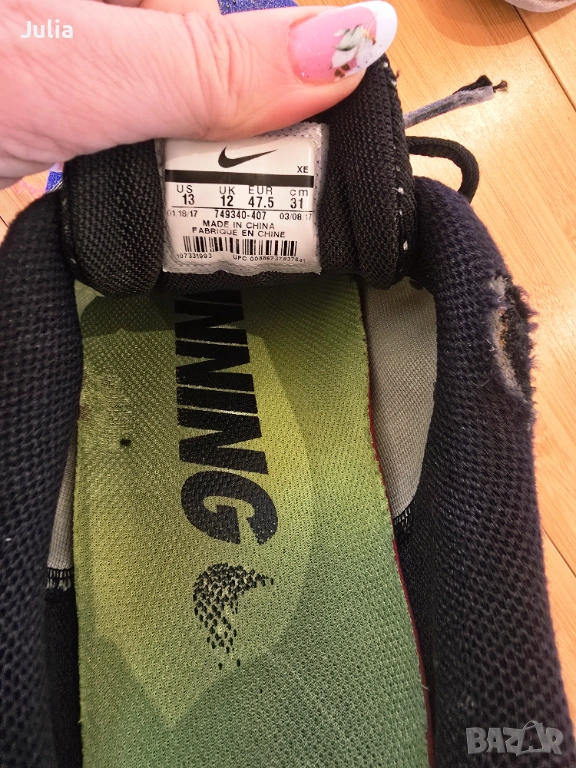 Julia
XE
US UK EUR cm
13 12 47.5 31
01/18/17 749340-407 03/08/17
MADE IN CHINA
FABRIQUE EN CHINE
NNING
BAZAR